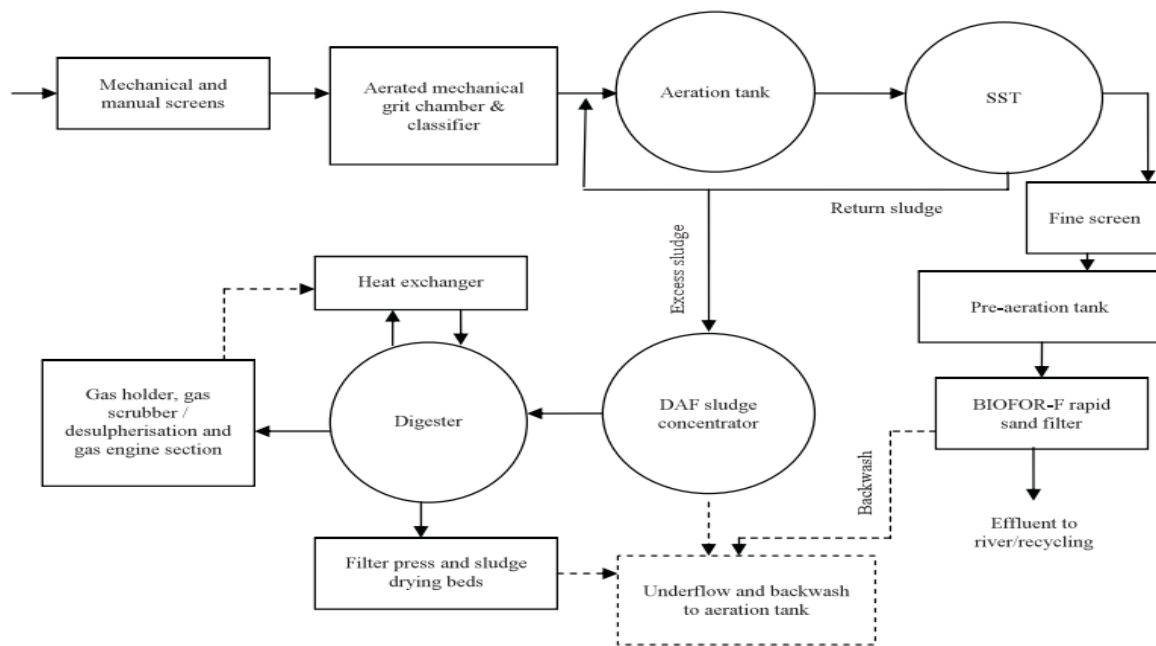 Mechanical and
manual screens
Aerated mechanical
grit chamber &
classifier
Aeration tank
SST
Return sludge
Fine screen
Excess sludge
Heat exchanger
Pre-aeration tank
Gas holder, gas
scrubber /
desulpherisation and
gas engine section
Digester
DAF sludge
concentrator
BIOFOR-F rapid
sand filter
Backwash
Effluent to
river/recycling
Filter press and sludge
drying beds
Underflow and backwash
to aeration tank